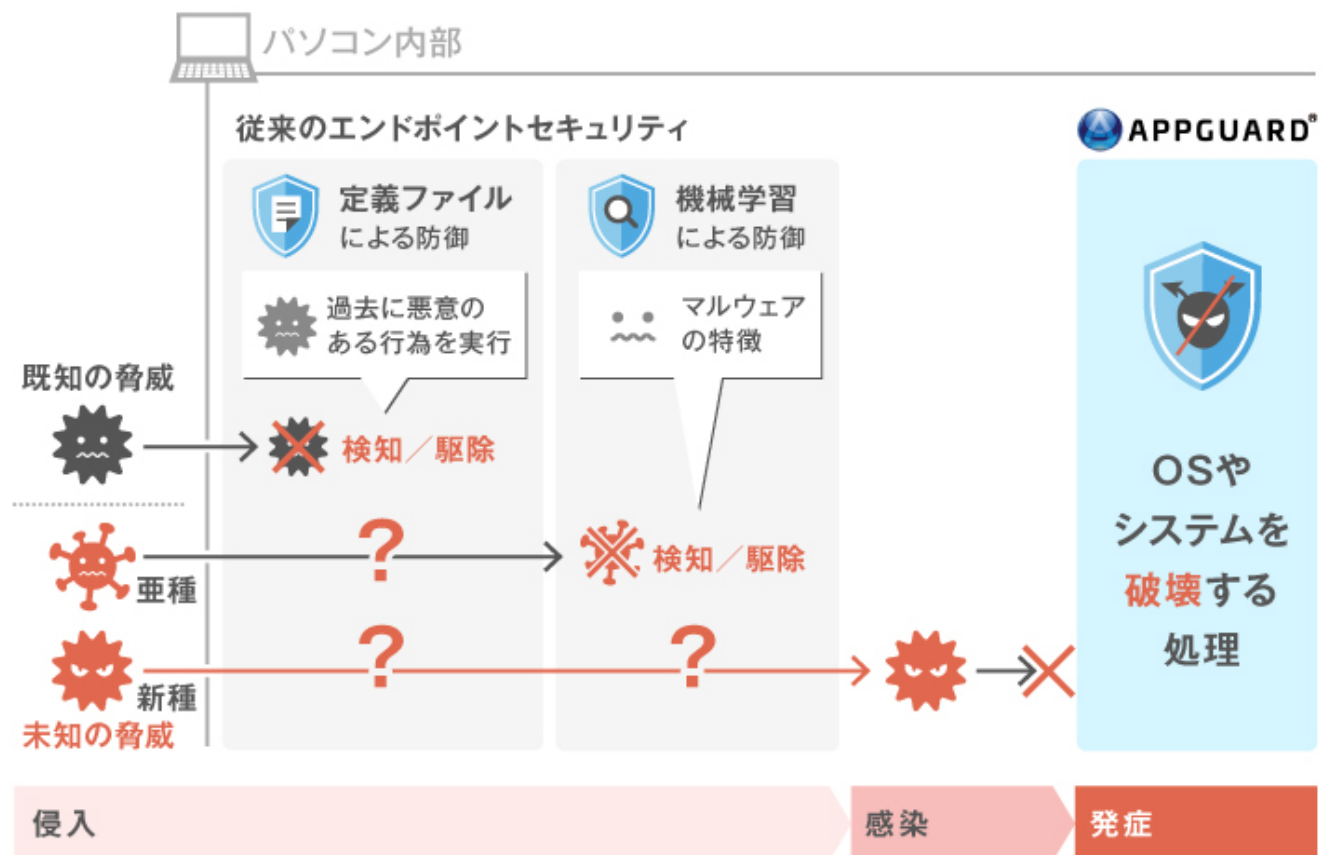 パソコン内部
従来のエンドポイントセキュリティ
APPGUARD®
定義ファイル
による防御
機械学習
による防御
過去に悪意の
ある行為を実行
マルウェア
の特徴
既知の脅威
検知／駆除
?
検知／駆除
亜種
?
?
新種
未知の脅威
OSや
システムを
破壊する
処理
侵入
感染
発症